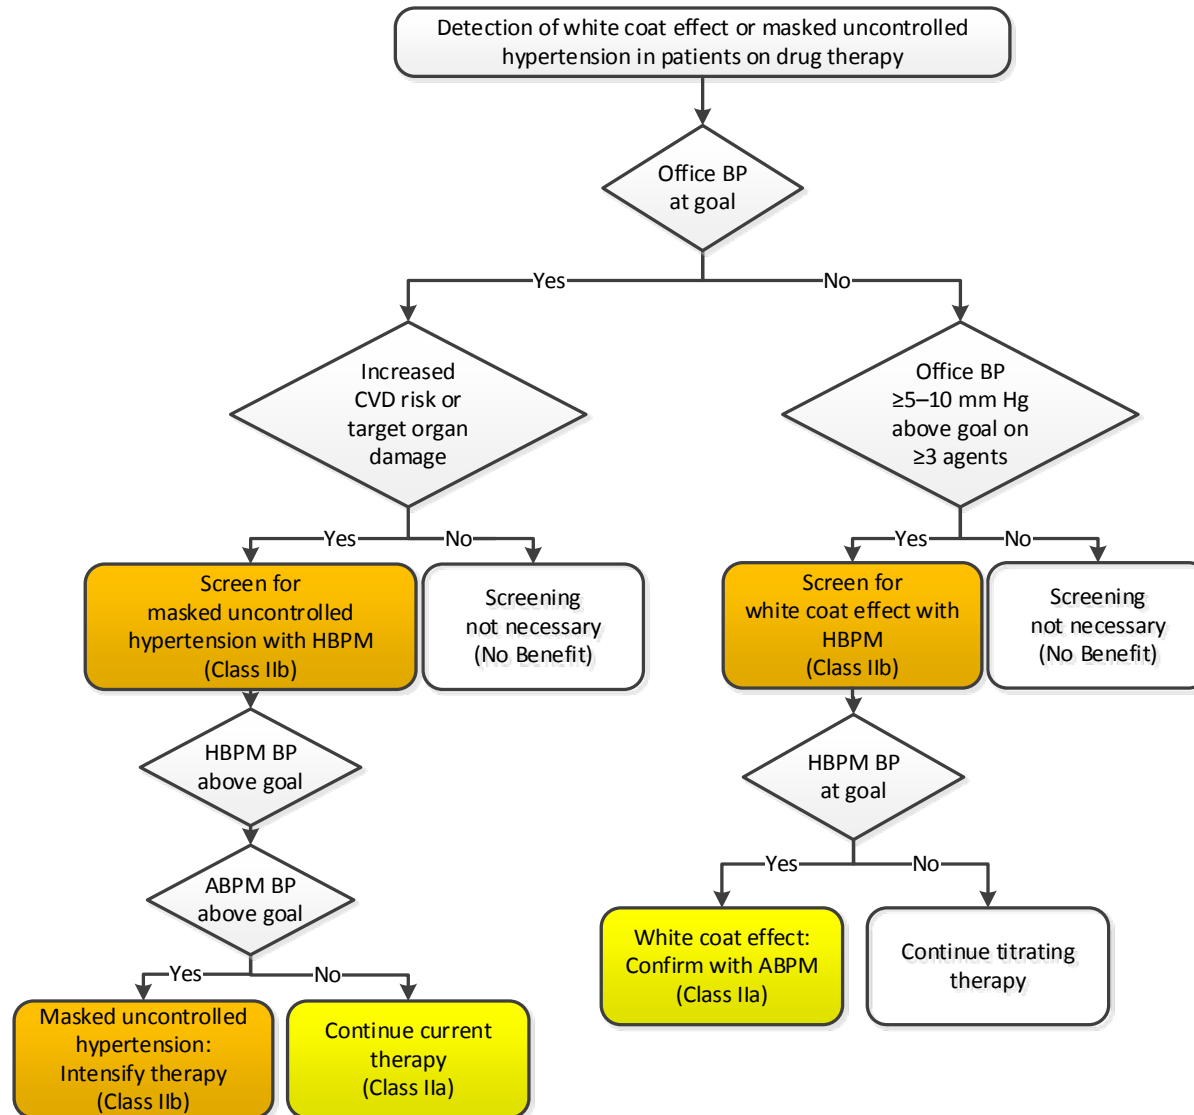 Detection of white coat effect or masked uncontrolled
hypertension in patients on drug therapy
Office BP
at goal
Yes
No
Increased
CVD risk or
target organ
damage
Office BP
≥5–10 mm Hg
above goal on
≥3 agents
Yes
No
Yes
No
Screen for
masked uncontrolled
hypertension with HBPM
(Class IIb)
Screening
not necessary
(No Benefit)
Screen for
white coat effect with
HBPM
(Class IIb)
Screening
not necessary
(No Benefit)
HBPM BP
above goal
HBPM BP
at goal
ABPM BP
above goal
Yes
No
Yes
No
White coat effect:
Confirm with ABPM
(Class IIa)
Continue titrating
therapy
Masked uncontrolled
hypertension:
Intensify therapy
(Class IIb)
Continue current
therapy
(Class IIa)